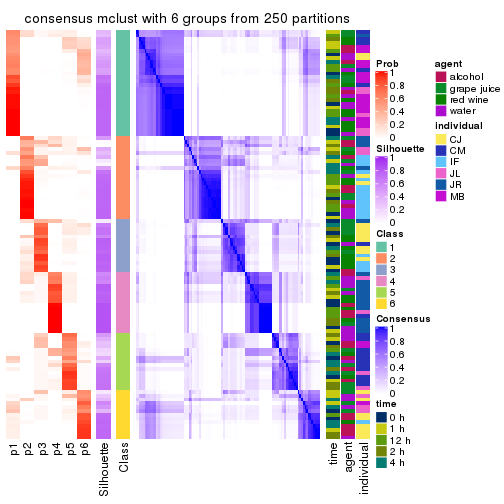 consensus mclust with 6 groups from 250 partitions
Prob
1
0.8
0.6
0.4
0.2
0
Silhouette
1
0.8
0.6
0.4
0.2
0
Class
1
2
3
4
5
6
Consensus
1
0.8
0.6
0.4
0.2
0
time
0 h
1 h
12 h
2 h
4 h
agent
alcohol
grape juice
red wine
water
Individual
CJ
CM
IF
JL
JR
MB
p1
p2
p3
p4
p5
p6
Silhouette
Class
time
agent
individual